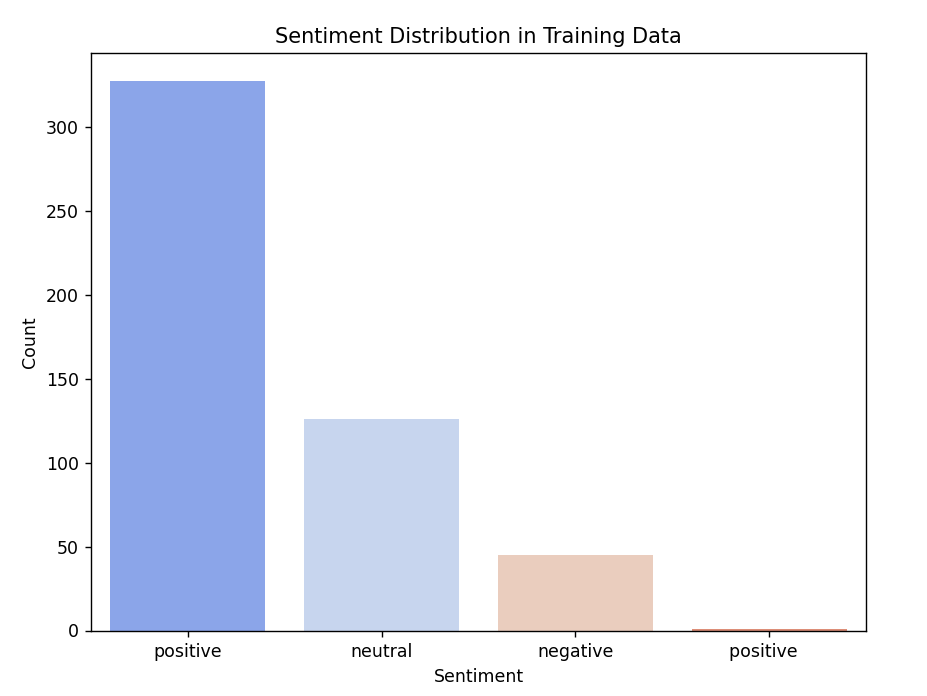 Sentiment Distribution in Training Data
300
250
200
150
100
50
0
Count
positive neutral negative positive
Sentiment